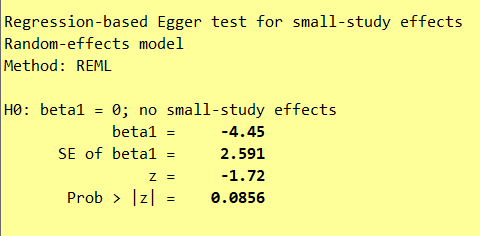 Regression-based Egger test for small-study effects
Random-effects model
Method: REML
H0: beta1 = 0; no small-study effects
beta1 = -4.45
SE of beta1 = 2.591
z = -1.72
Prob > |z| = 0.0856